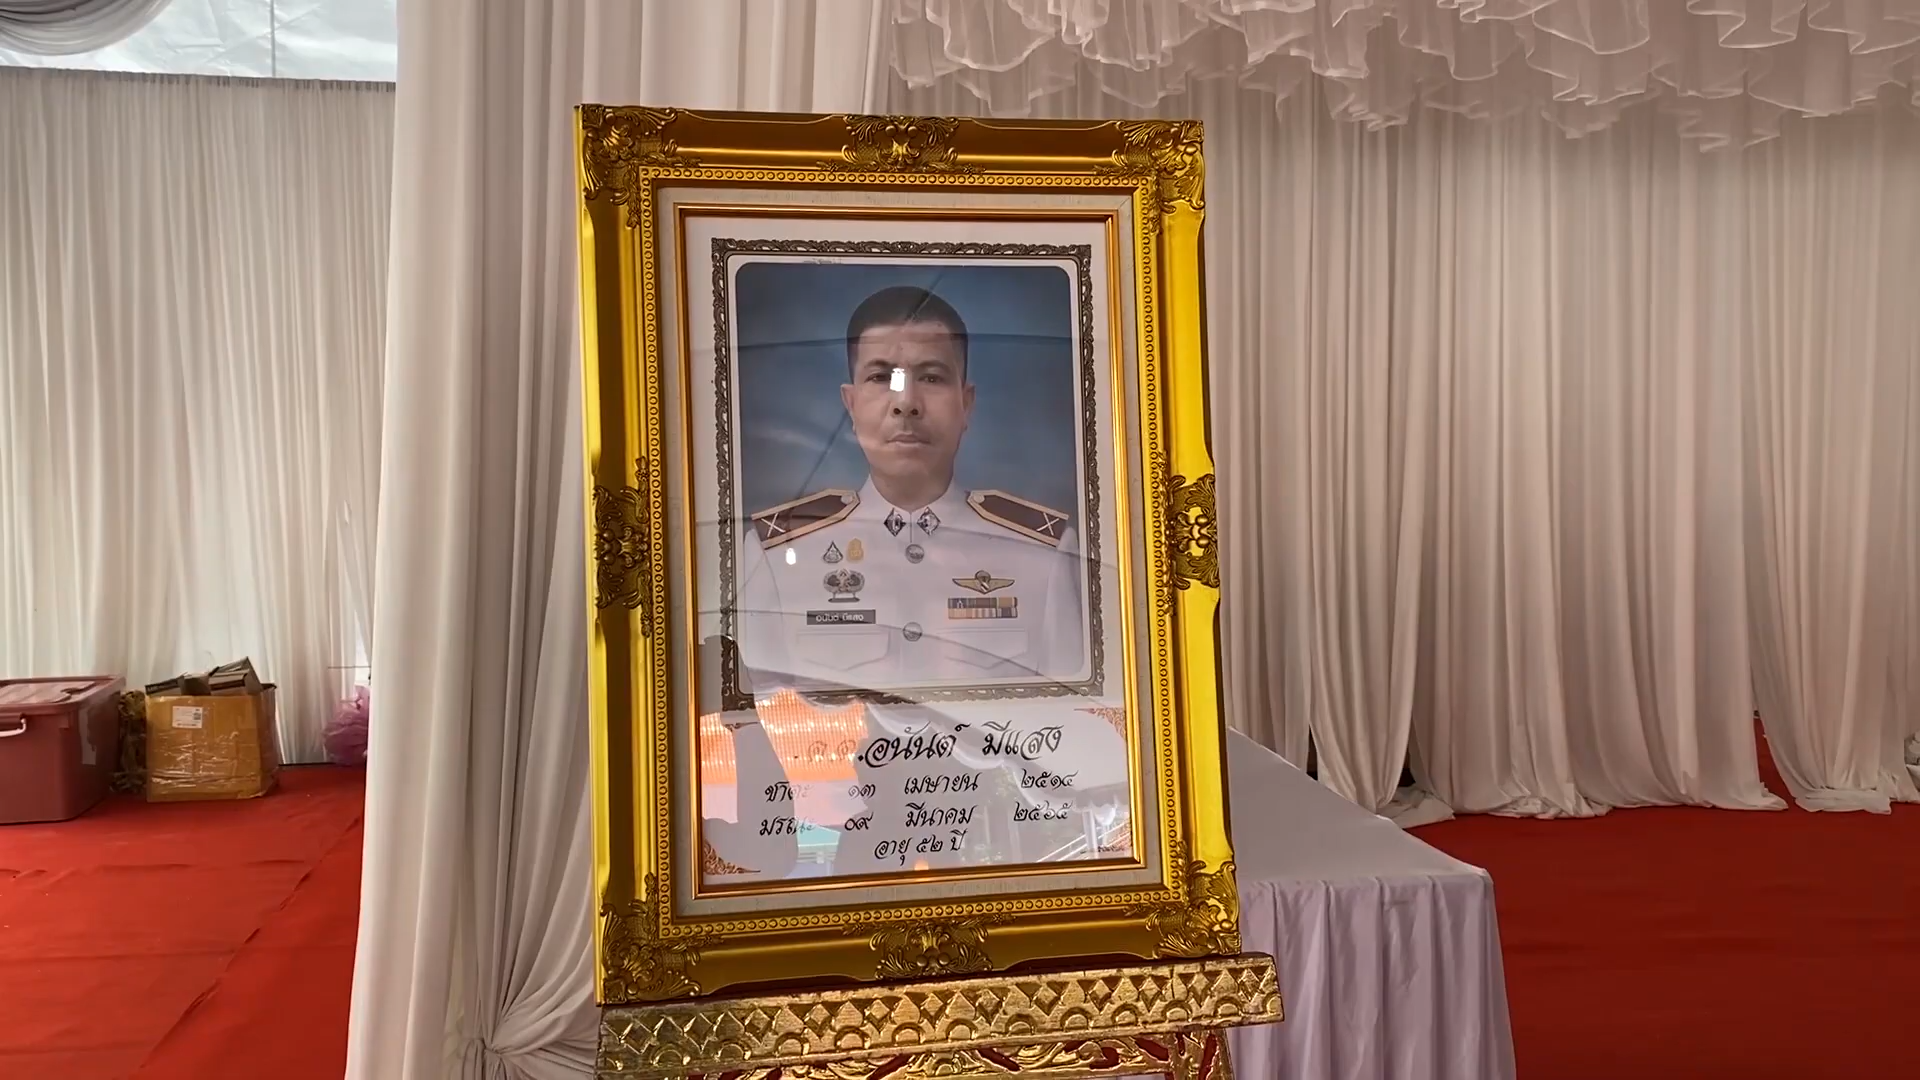 อนันต์ มีแสง
อนันต์ มีแสง
ชาตะ ๑๓ เมษายน ๒๕๑๔
มรณะ ๐๙ มีนาคม ๒๕๖๕
อายุ ๕๒ ปี